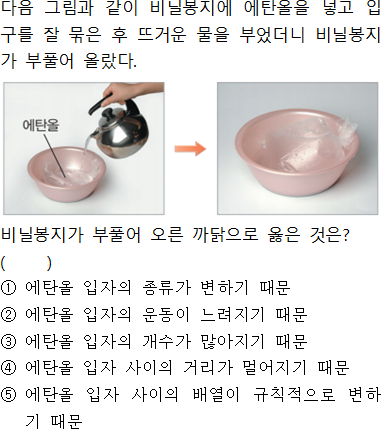 다음 그림과 같이 비닐봉지에 에탄올을 넣고 입
구를 잘 묶은 후 뜨거운 물을 부었더니 비닐봉지
가 부풀어 올랐다.
에탄올
비닐봉지가 부풀어 오른 까닭으로 옳은 것은?
( )
① 에탄올 입자의 종류가 변하기 때문
② 에탄올 입자의 운동이 느려지기 때문
③ 에탄올 입자의 개수가 많아지기 때문
④ 에탄올 입자 사이의 거리가 멀어지기 때문
⑤ 에탄올 입자 사이의 배열이 규칙적으로 변하
기 때문